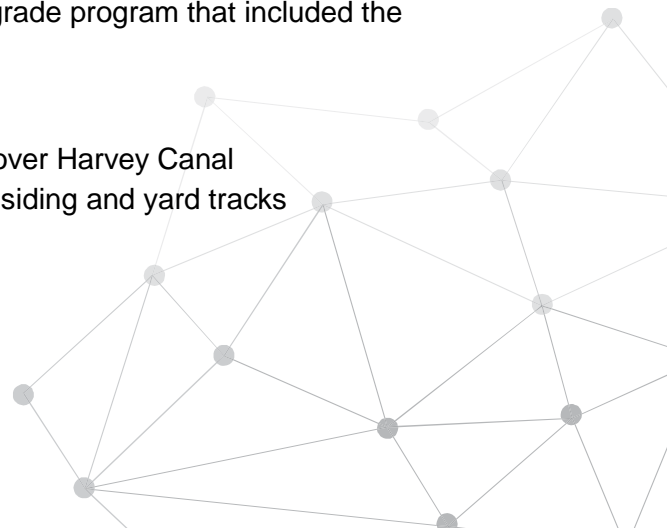 grade program that included the
over Harvey Canal
siding and yard tracks